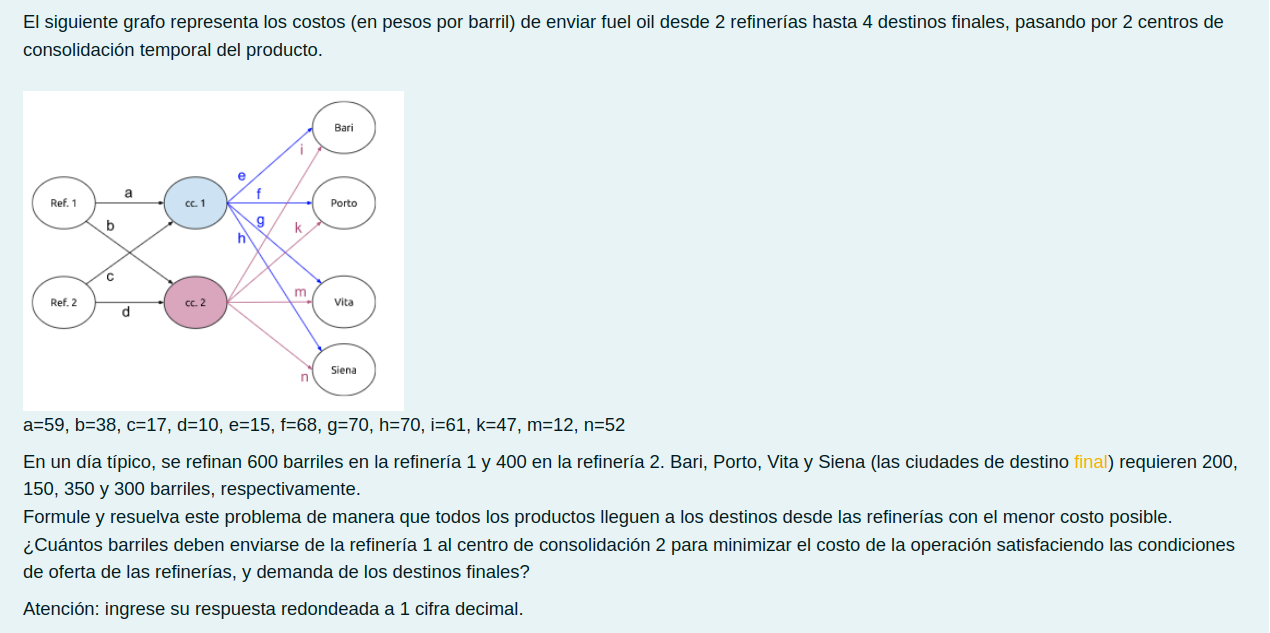 El siguiente grafo representa los costos (en pesos por barril) de enviar fuel oil desde 2 refinerías hasta 4 destinos finales, pasando por 2 centros de
consolidación temporal del producto.
Bari
i
e
Ref. 1
a
cc. 1
f
Porto
b
g
k
h
c
Ref. 2
d
cc. 2
m
Vita
Siena
n
a=59, b=38, c=17, d=10, e=15, f=68, g=70, h=70, i=61, k=47, m=12, n=52
En un día típico, se refinan 600 barriles en la refinería 1 y 400 en la refinería 2. Bari, Porto, Vita y Siena (las ciudades de destino final) requieren 200,
150, 350 y 300 barriles, respectivamente.
Formule y resuelva este problema de manera que todos los productos lleguen a los destinos desde las refinerías con el menor costo posible.
¿Cuántos barriles deben enviarse de la refinería 1 al centro de consolidación 2 para minimizar el costo de la operación satisfaciendo las condiciones
de oferta de las refinerías, y demanda de los destinos finales?
Atención: ingrese su respuesta redondeada a 1 cifra decimal.